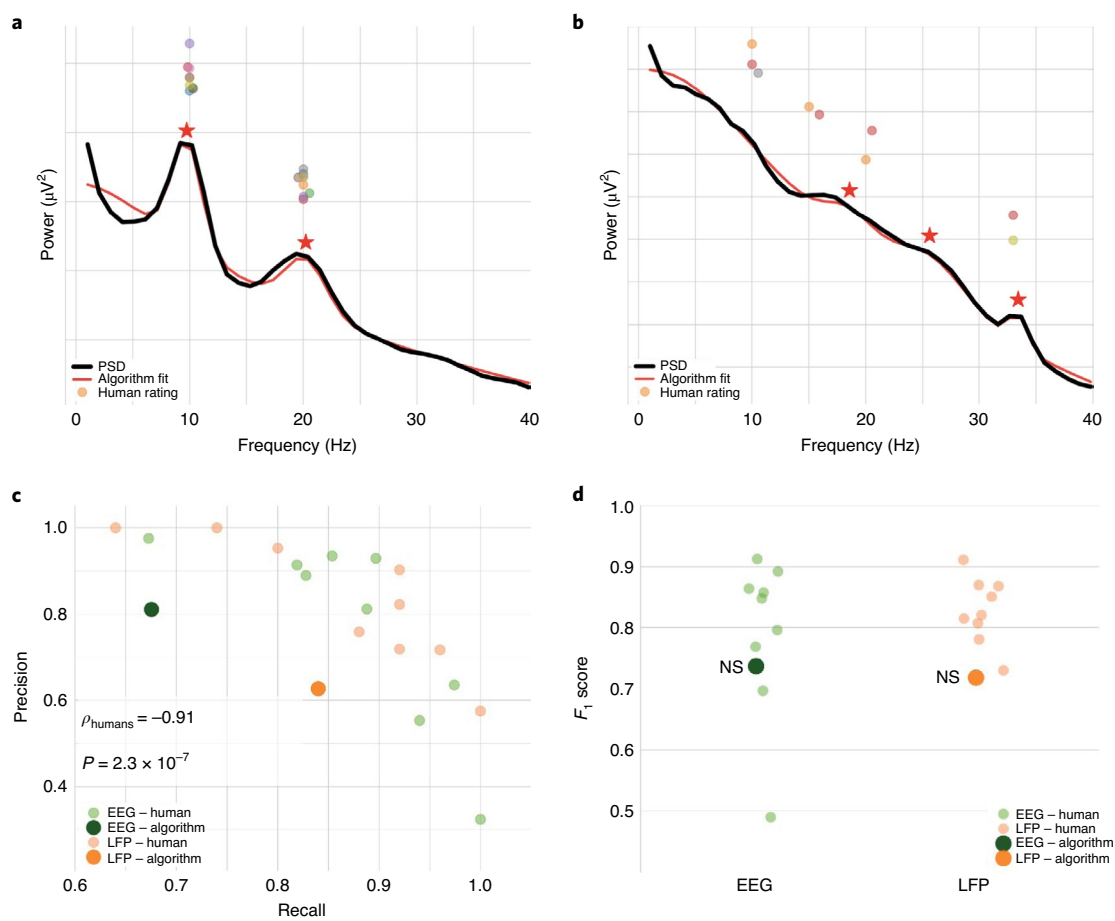 a
Power (μV²)
PSD
Algorithm fit
Human rating
0 10 20 30 40
Frequency (Hz)
b
Power (μV²)
PSD
Algorithm fit
Human rating
0 10 20 30 40
Frequency (Hz)
c
Precision
1.0
0.8
0.6
0.4
ρhumans = –0.91
P = 2.3 × 10⁻⁷
EEG – human
EEG – algorithm
LFP – human
LFP – algorithm
0.6 0.7 0.8 0.9 1.0
Recall
d
F₁ score
1.0
0.9
0.8
0.7
0.6
0.5
NS
NS
EEG – human
LFP – human
EEG – algorithm
LFP – algorithm
EEG LFP